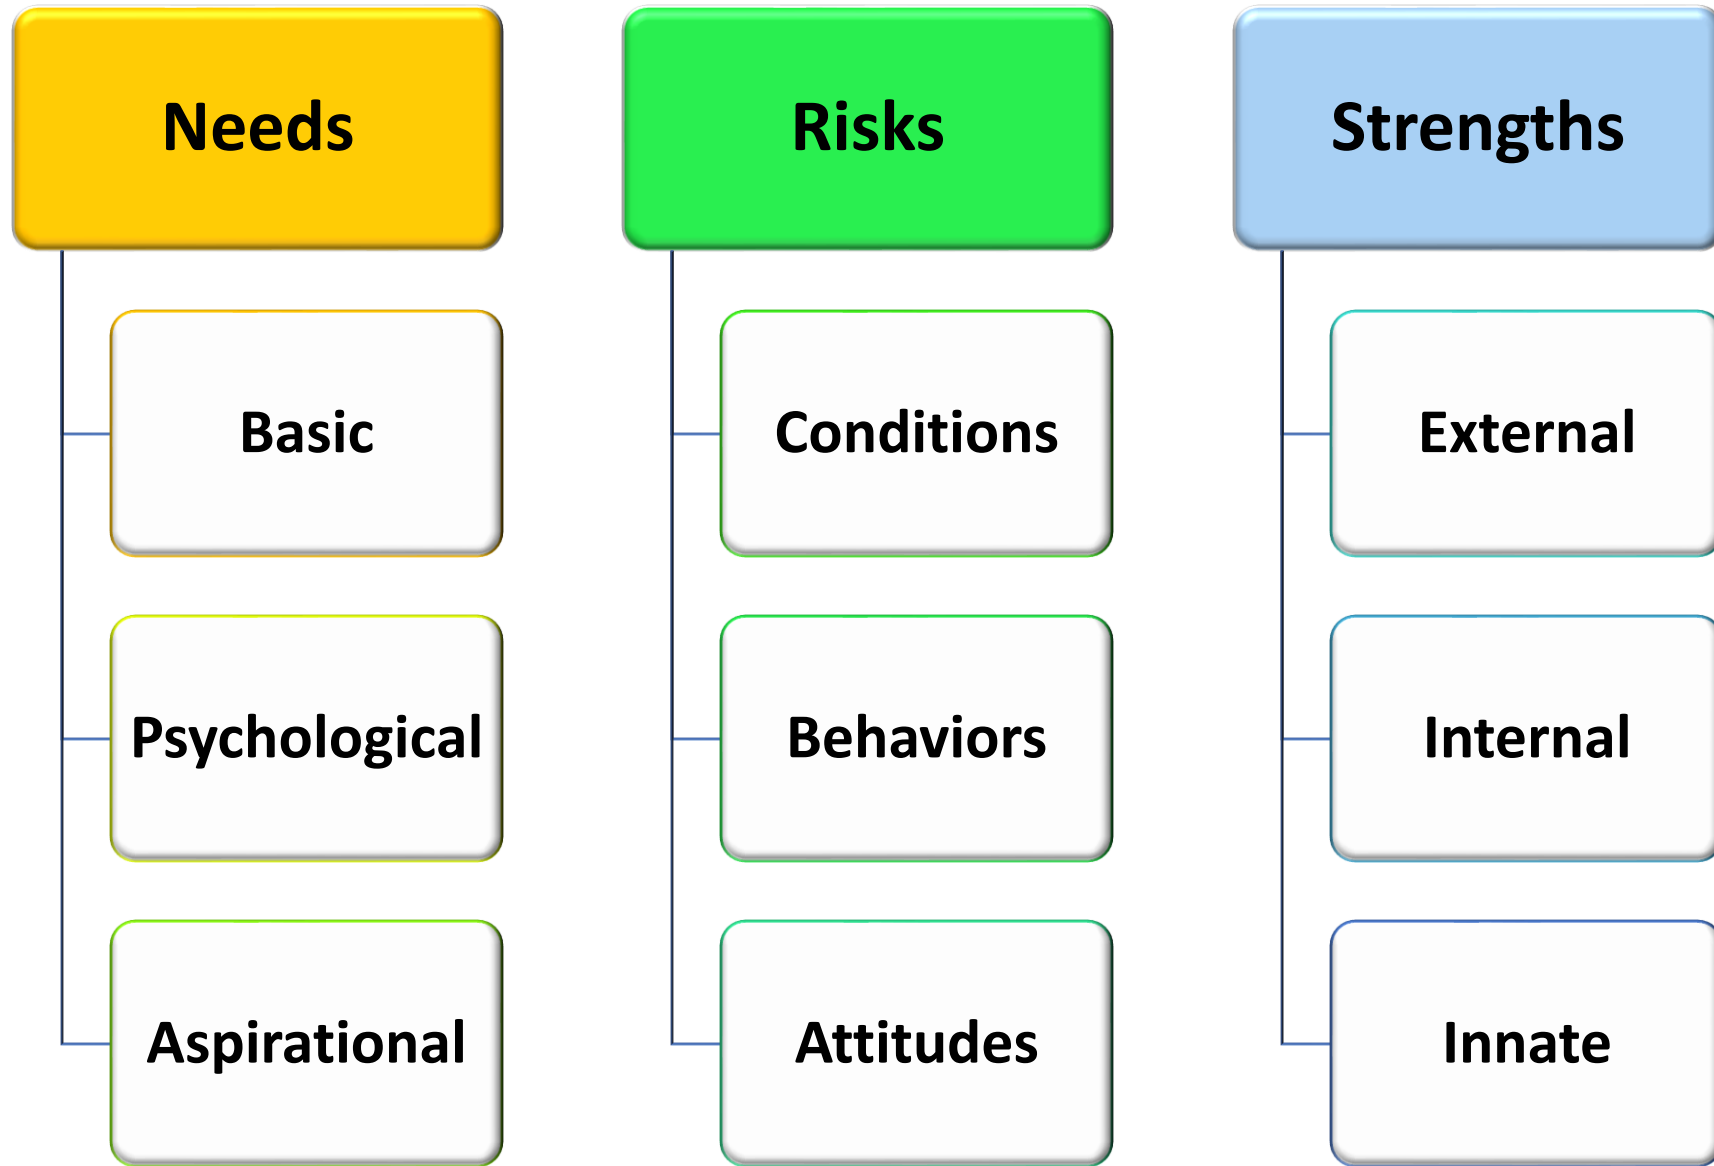 Needs
Basic
Psychological
Aspirational
Risks
Conditions
Behaviors
Attitudes
Strengths
External
Internal
Innate